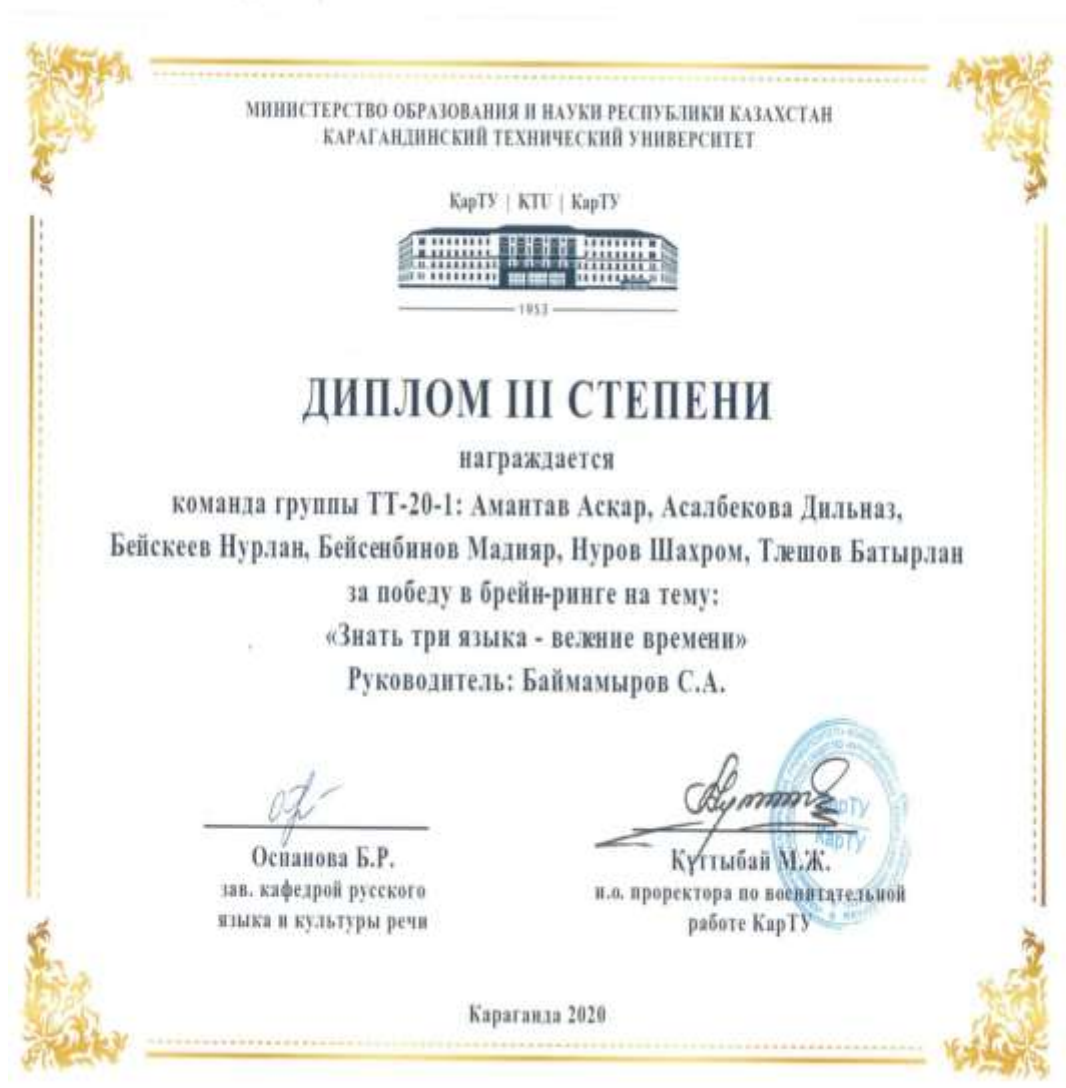 МИНИСТЕРСТВО ОБРАЗОВАНИЯ И НАУКИ РЕСПУБЛИКИ КАЗАХСТАН
КАРАГАНДИНСКИЙ ТЕХНИЧЕСКИЙ УНИВЕРСИТЕТ
ҚарТУ | KTU | КарТУ
1953
ДИПЛОМ III СТЕПЕНИ
награждается
команда группы ТТ-20-1: Амантав Асқар, Асалбекова Дильназ,
Бейскеев Нурлан, Бейсенбинов Мадияр, Нуров Шахром, Тлешов Батырлан
за победу в брейн-ринге на тему:
«Знать три языка - веление времени»
Руководитель: Баймамыров С.А.
ҚарТУ
КарТУ
Оспанова Б.Р.
зав. кафедрой русского
языка и культуры речи
Құттыбай М.Ж.
и.о. проректора по воспитательной
работе КарТУ
Караганда 2020